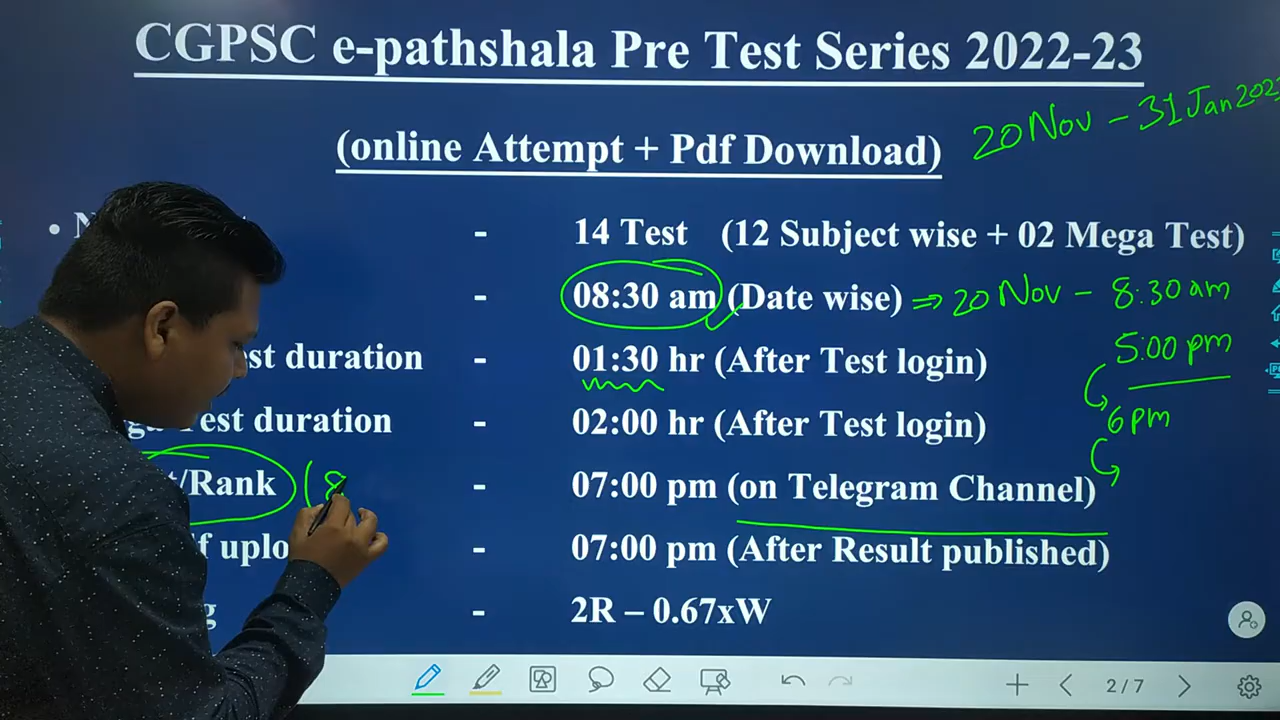 CGPSC e-pathshala Pre Test Series 2022-23
20 Nov - 31 Jan 202
(online Attempt + Pdf Download)
• N - 14 Test (12 Subject wise + 02 Mega Test)
- 08:30 am (Date wise) ⇒ 20 Nov - 8:30 am
5:00 pm
st duration - 01:30 hr (After Test login)
6 pm
Test duration - 02:00 hr (After Test login)
/Rank (8 - 07:00 pm (on Telegram Channel)
f uplo - 07:00 pm (After Result published)
g - 2R – 0.67xW
2/7